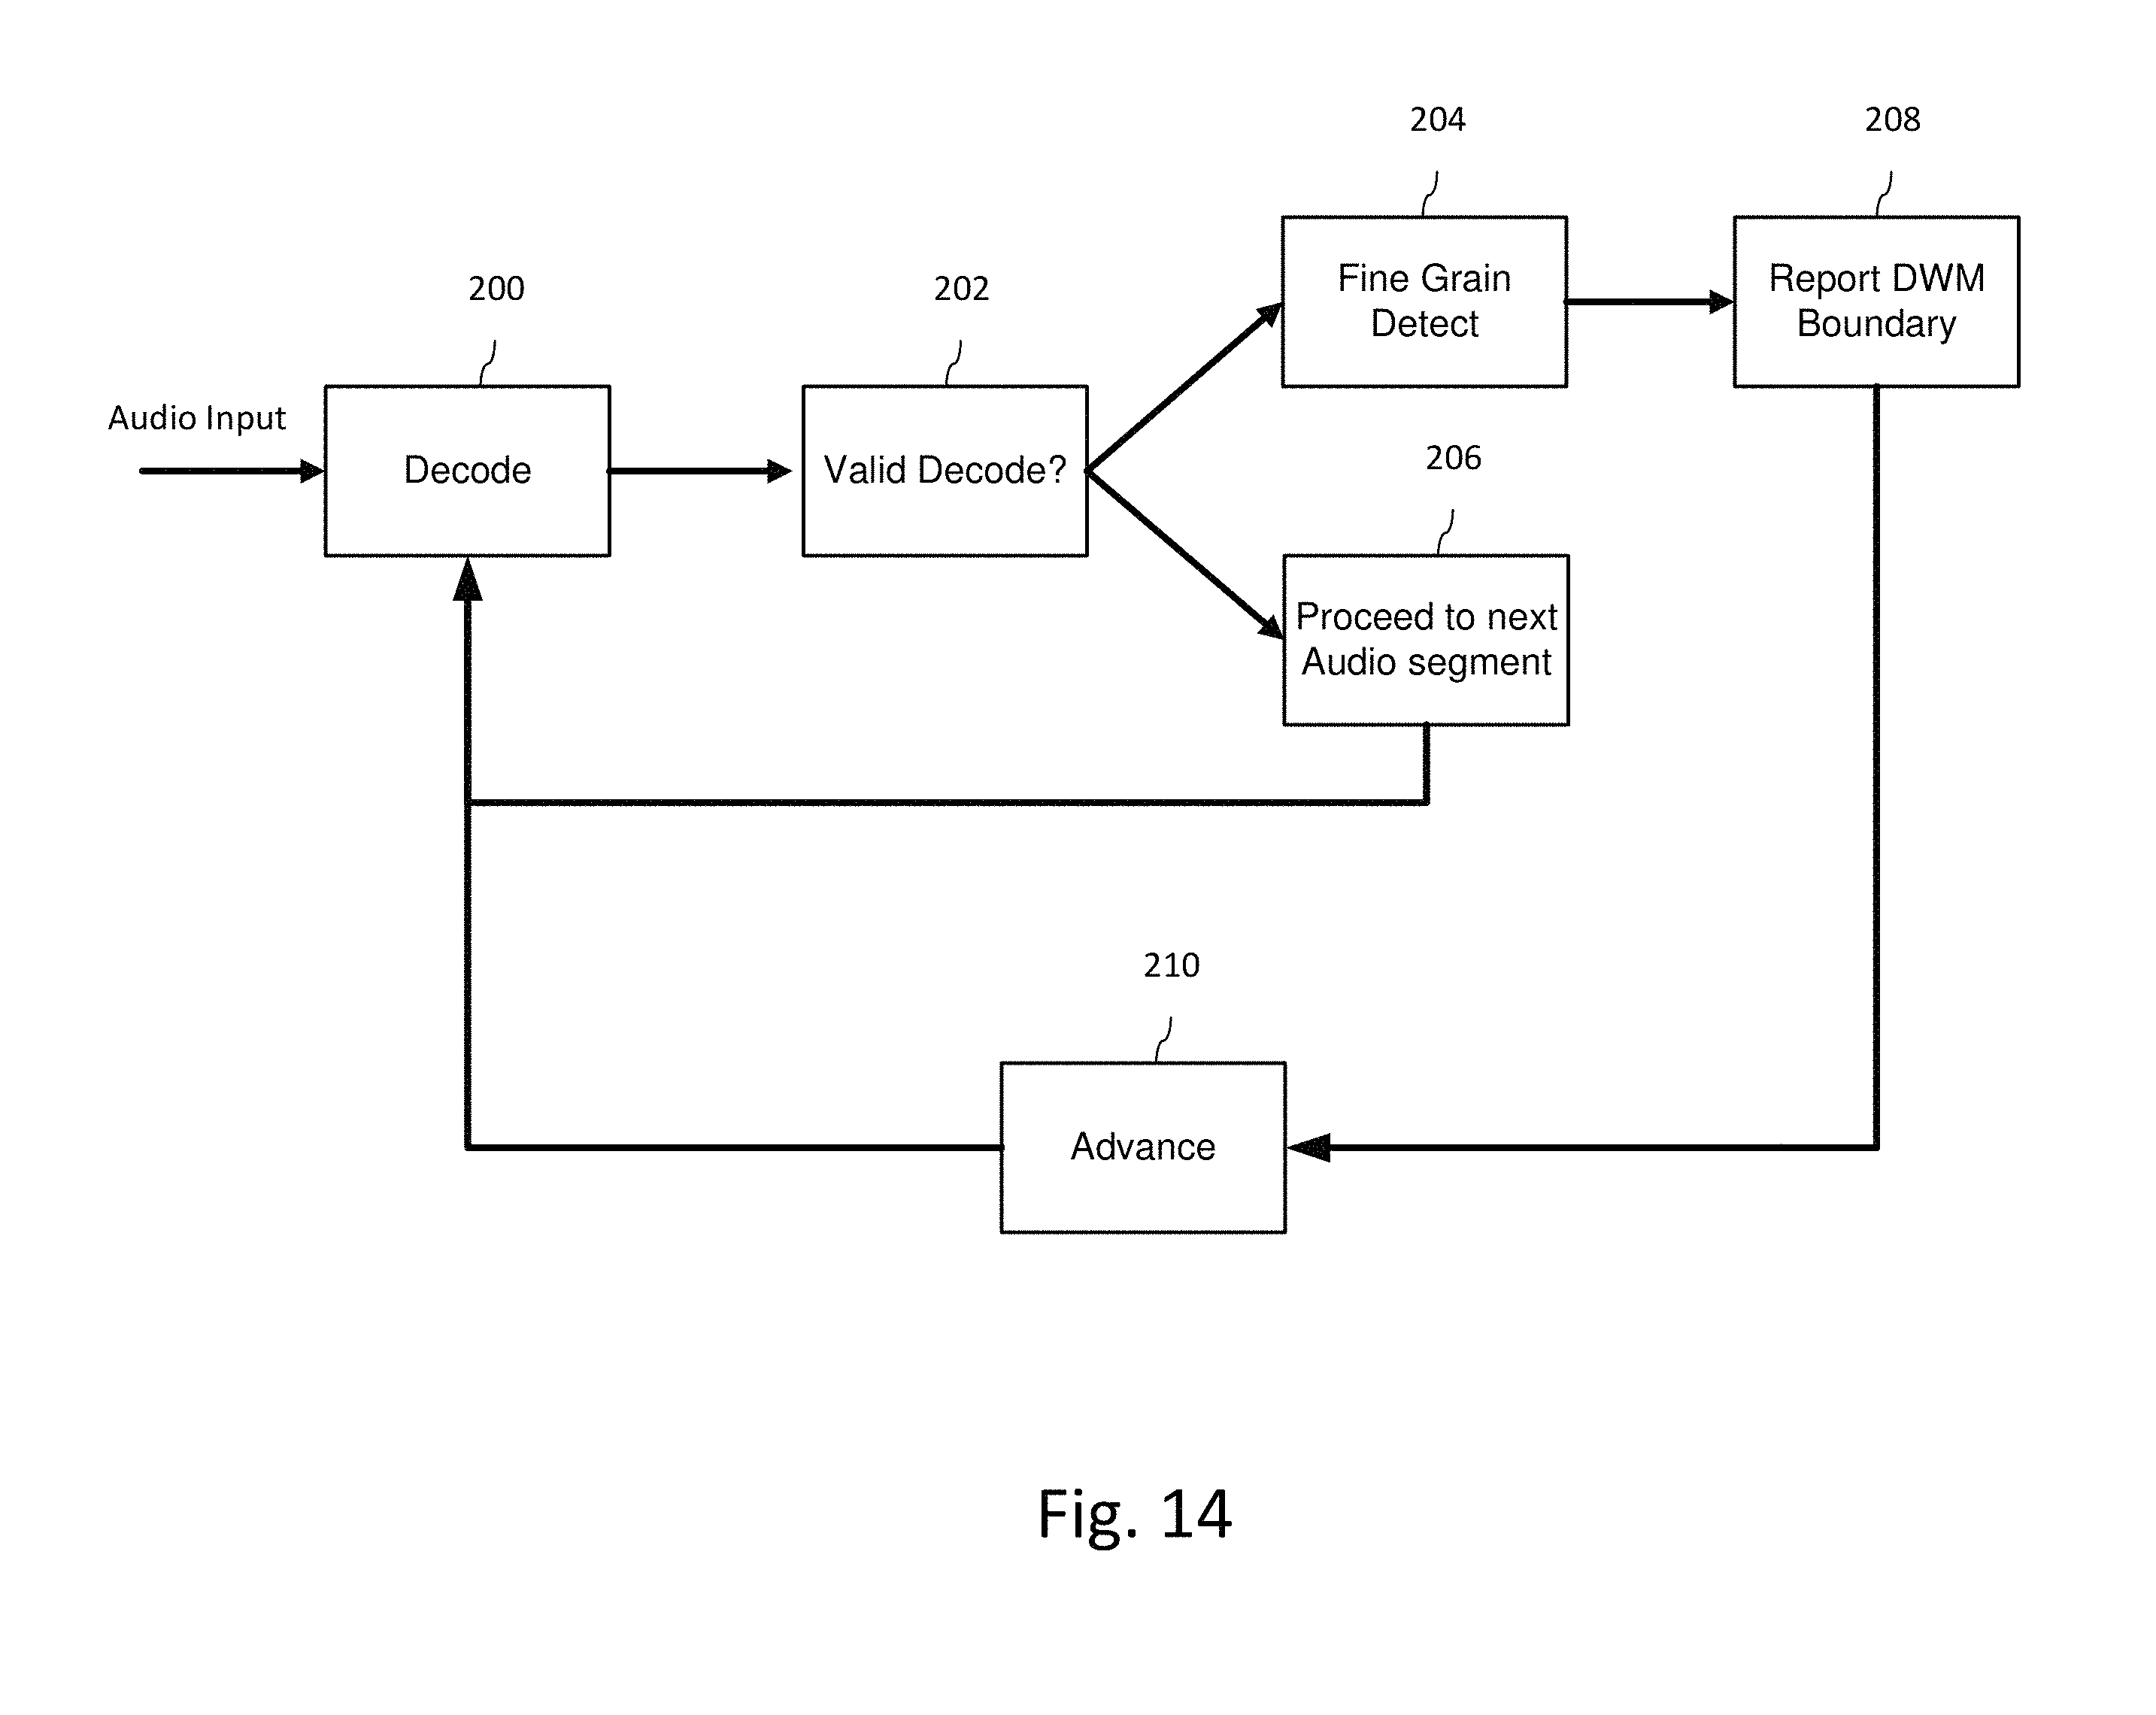 204
208
Fine Grain
Detect
Report DWM
Boundary
200
202
Audio Input
Decode
Valid Decode?
206
Proceed to next
Audio segment
210
Advance
Fig. 14